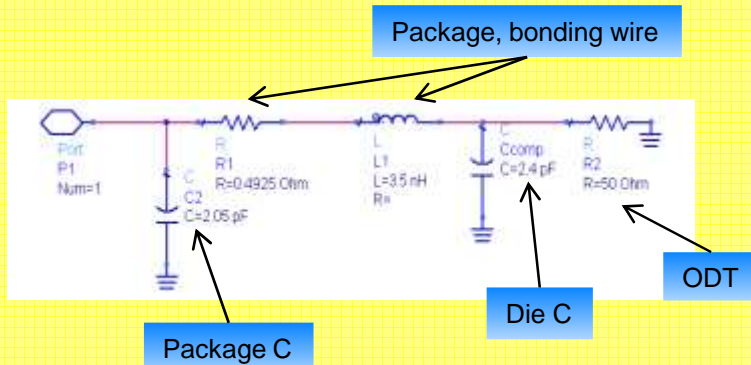 Package, bonding wire
Port
P1
Num=1
R
R1
R=0.4925 Ohm
C
C2
C=2.05 pF
L
L1
L=3.5 nH
R=
C
Ccomp
C=2.4 pF
R
R2
R=50 Ohm
ODT
Die C
Package C